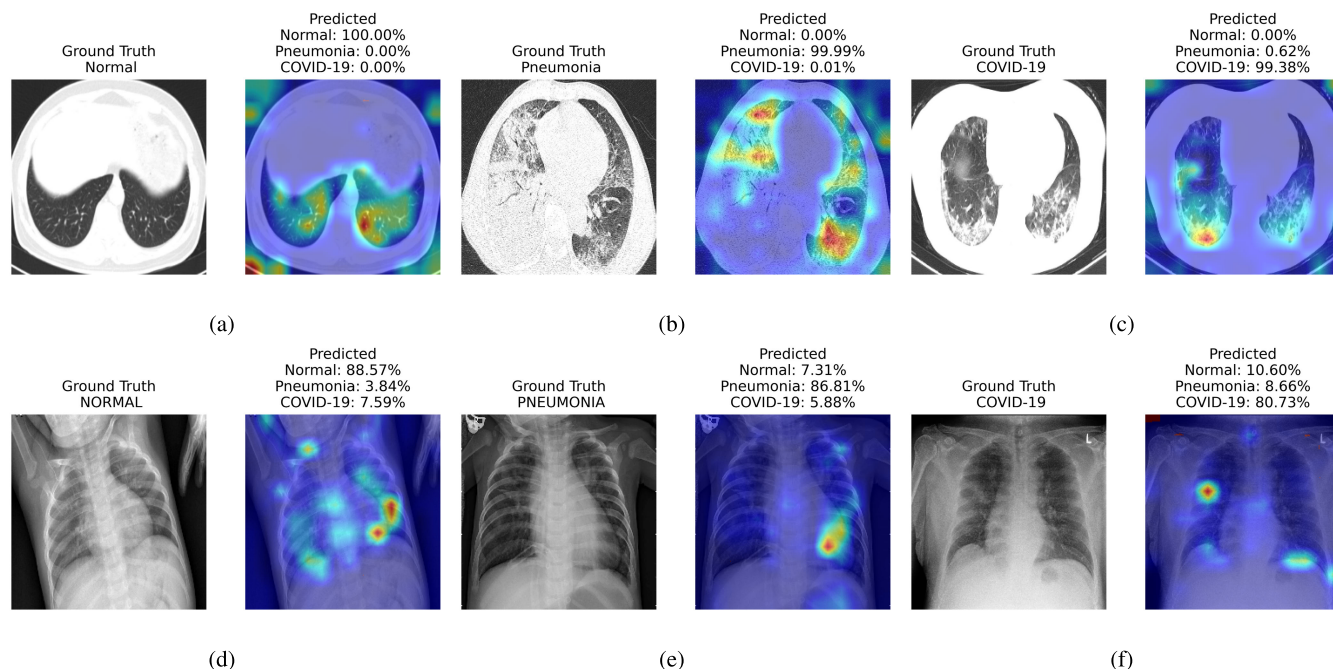 Ground Truth
Normal
Predicted
Normal: 100.00%
Pneumonia: 0.00%
COVID-19: 0.00%
Ground Truth
Pneumonia
Predicted
Normal: 0.00%
Pneumonia: 99.99%
COVID-19: 0.01%
Ground Truth
COVID-19
Predicted
Normal: 0.00%
Pneumonia: 0.62%
COVID-19: 99.38%
(a)
(b)
(c)
Ground Truth
NORMAL
Predicted
Normal: 88.57%
Pneumonia: 3.84%
COVID-19: 7.59%
Ground Truth
PNEUMONIA
Predicted
Normal: 7.31%
Pneumonia: 86.81%
COVID-19: 5.88%
Ground Truth
COVID-19
L
Predicted
Normal: 10.60%
Pneumonia: 8.66%
COVID-19: 80.73%
L
(d)
(e)
(f)